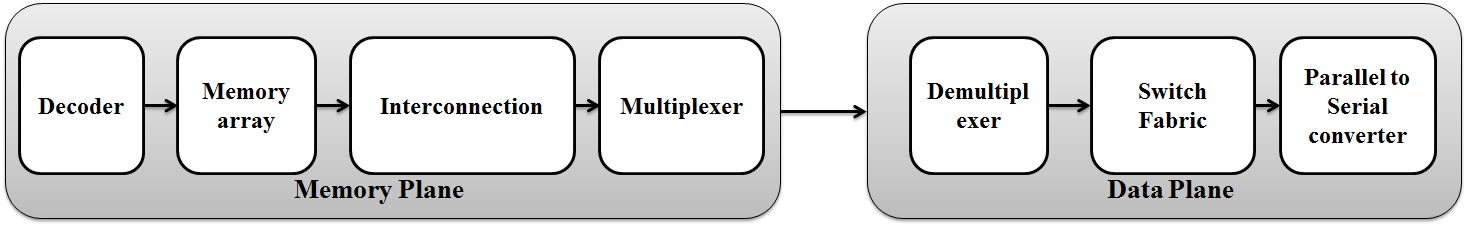 Decoder
Memory
array
Interconnection
Multiplexer
Memory Plane
Demultipl
exer
Switch
Fabric
Parallel to
Serial
converter
Data Plane